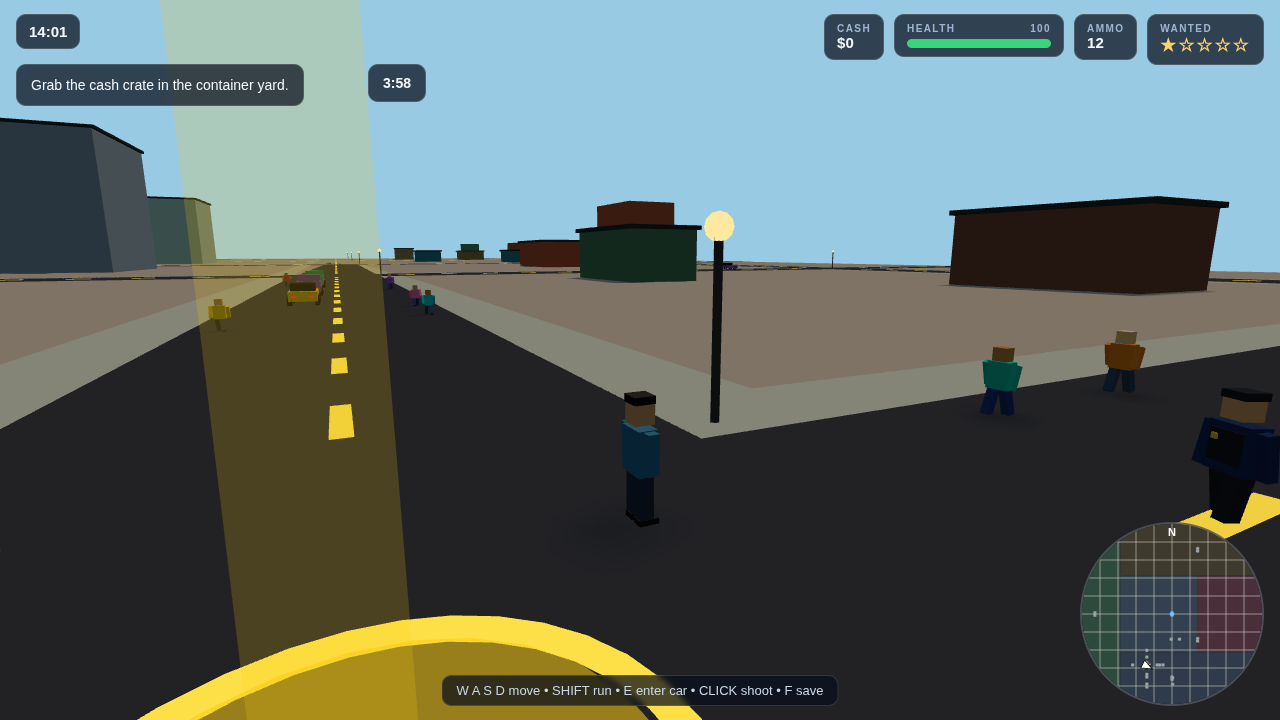 14:01
Grab the cash crate in the container yard.
3:58
CASH
$0
HEALTH 100
AMMO
12
WANTED
★☆☆☆☆
N
W A S D move • SHIFT run • E enter car • CLICK shoot • F save